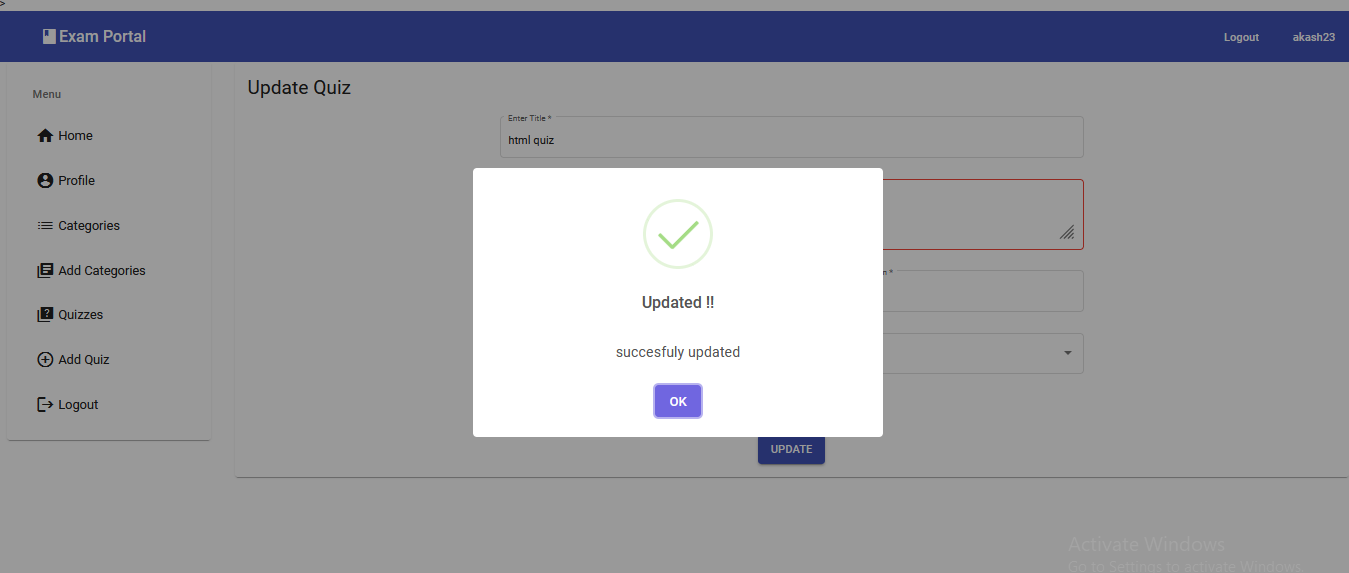 >
Exam Portal
Logout
akash23
Menu
Home
Profile
Categories
Add Categories
Quizzes
Add Quiz
Logout
Update Quiz
Enter Title *
html quiz
Updated !!
succesfuly updated
OK
UPDATE
Activate Windows
Go to Settings to activate Windows.